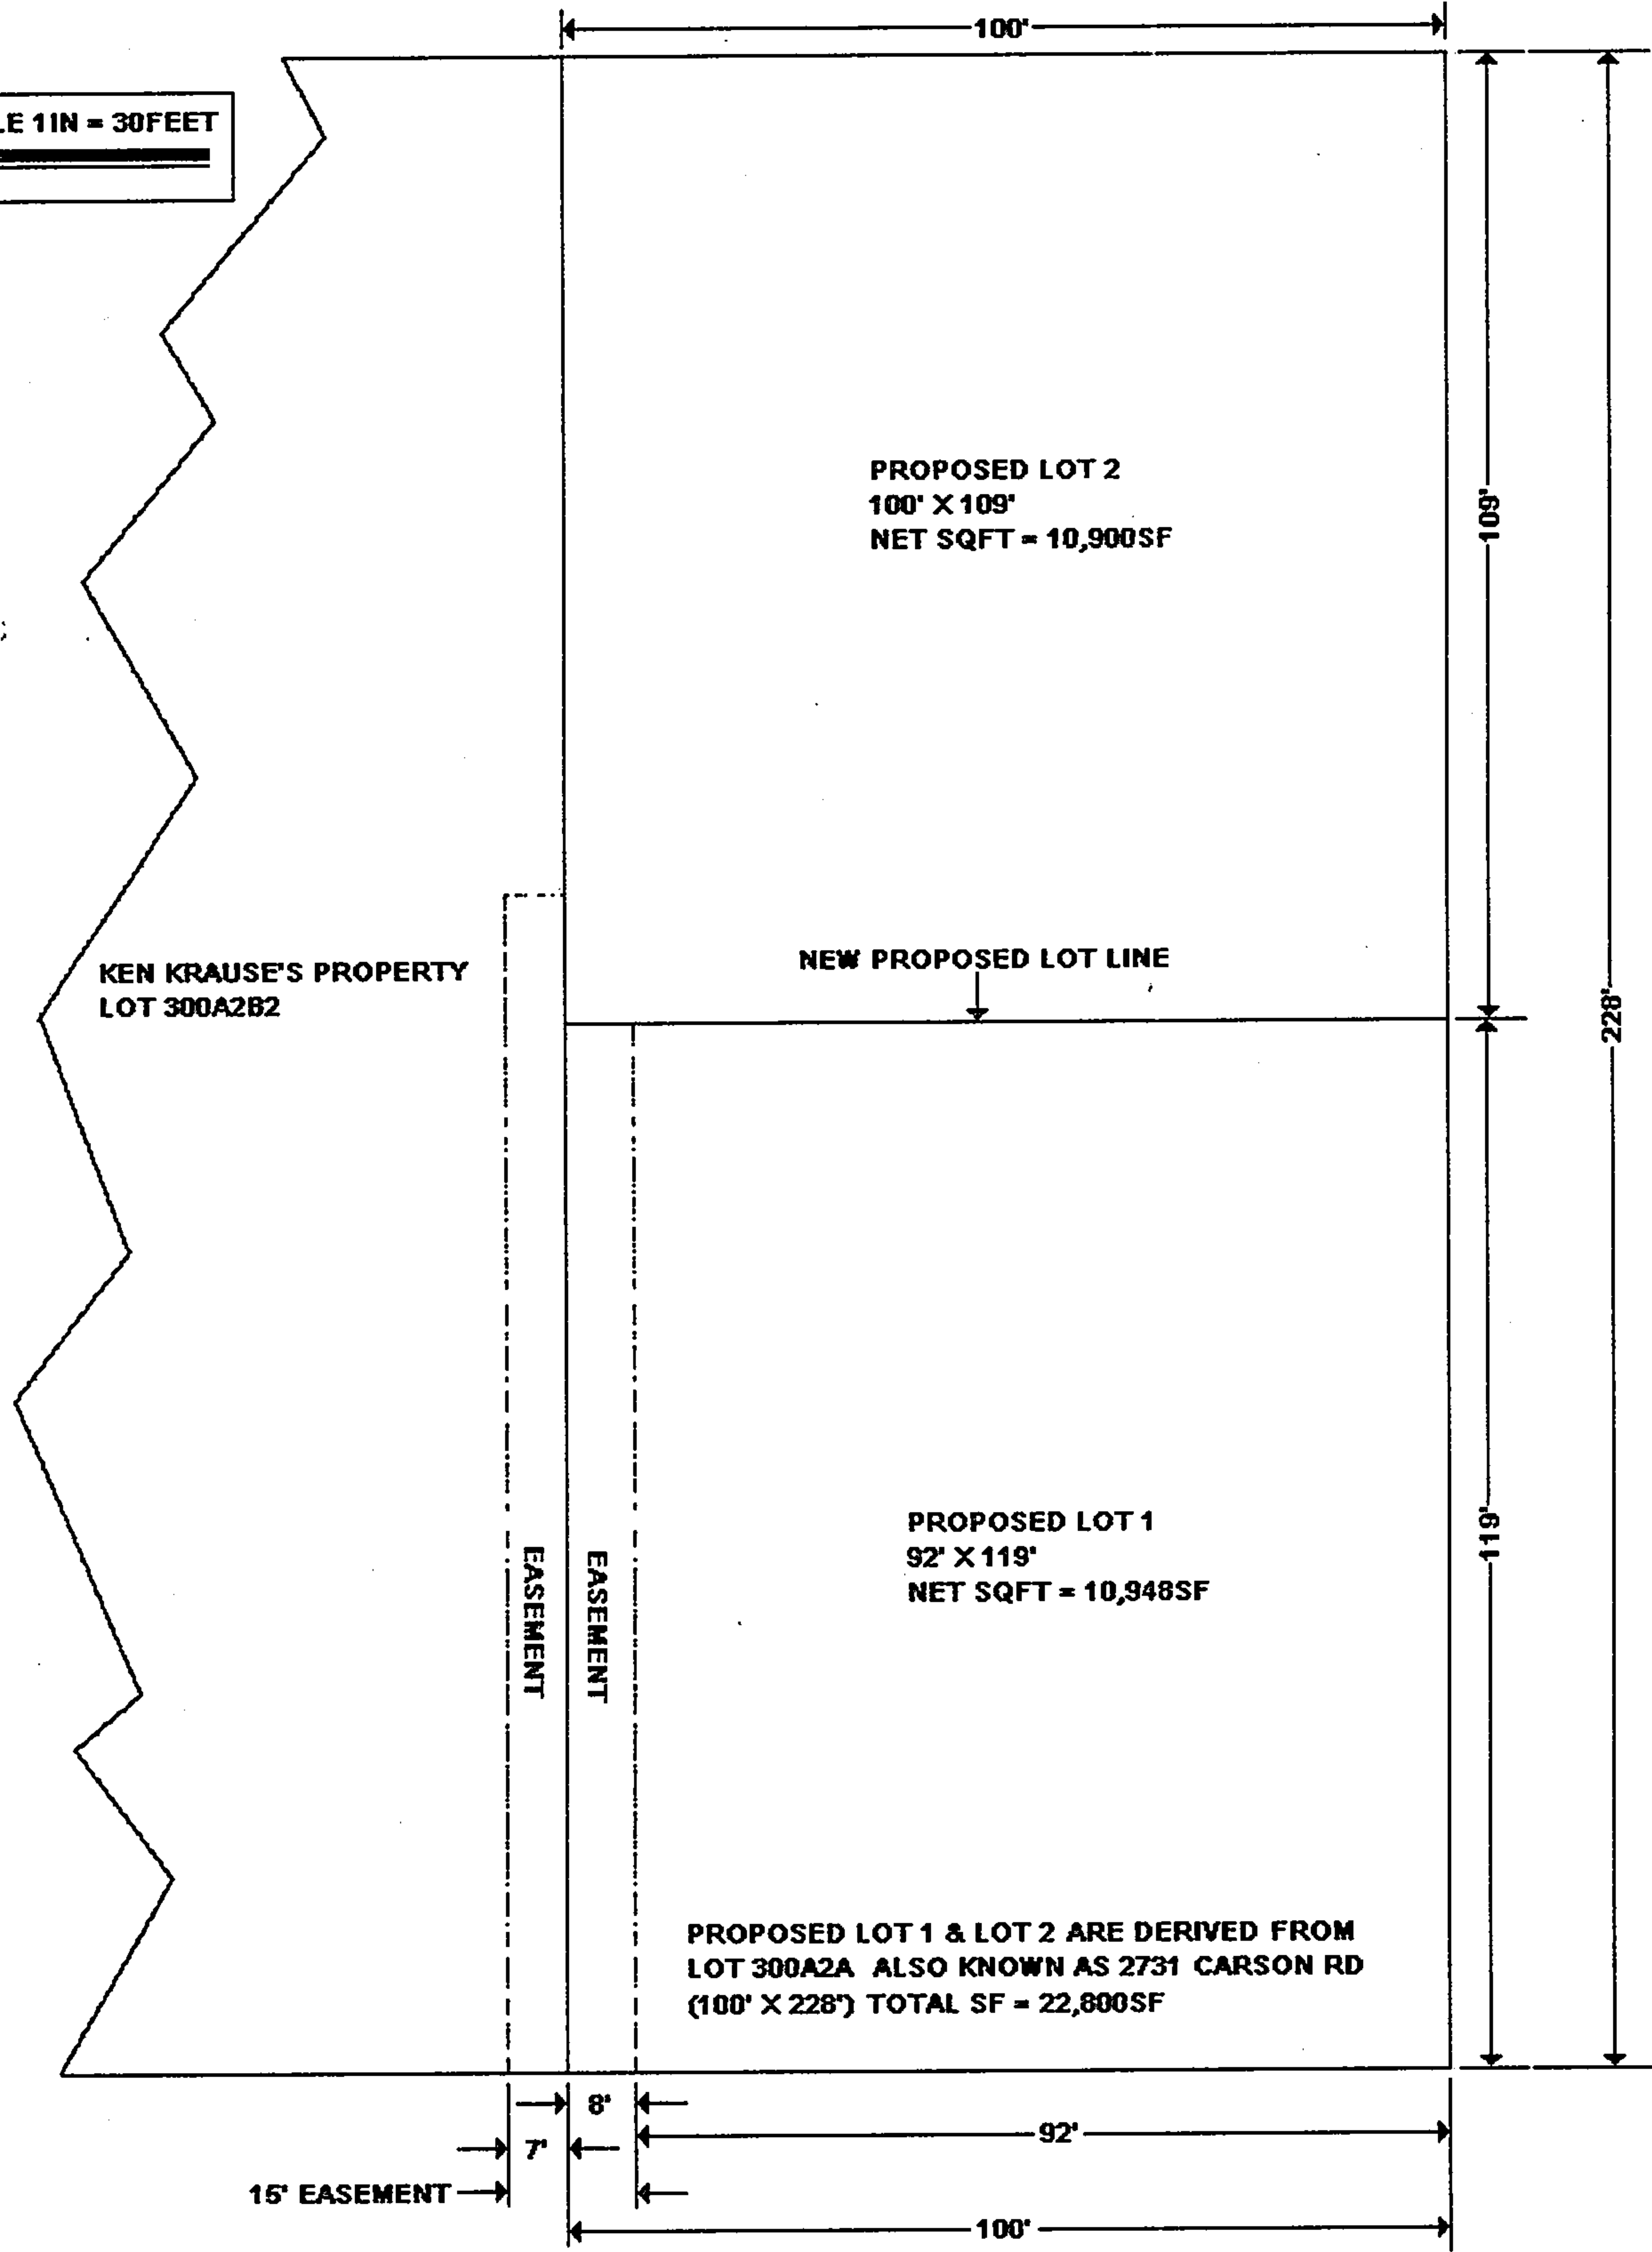 100'
LE 1IN = 30FEET
PROPOSED LOT 2
100' X 109'
NET SQFT = 10,900SF
109'
KEN KRAUSE'S PROPERTY
LOT 300A2B2
NEW PROPOSED LOT LINE
228'
PROPOSED LOT 1
92' X 119'
NET SQFT = 10,948SF
119'
EASEMENT
EASEMENT
PROPOSED LOT 1 & LOT 2 ARE DERIVED FROM
LOT 300A2A ALSO KNOWN AS 2731 CARSON RD
(100' X 228') TOTAL SF = 22,800SF
8'
92'
7'
15' EASEMENT
100'